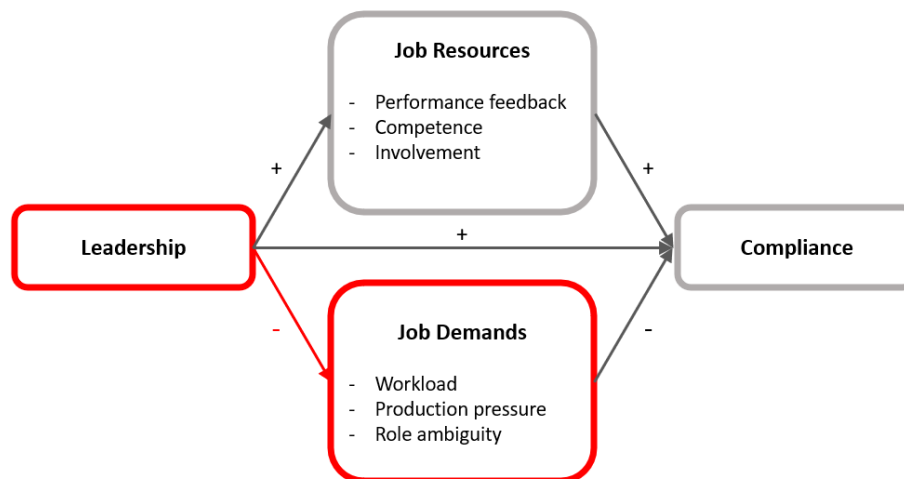 Job Resources
- Performance feedback
- Competence
- Involvement
+
+
Leadership
+
Compliance
-
-
Job Demands
- Workload
- Production pressure
- Role ambiguity